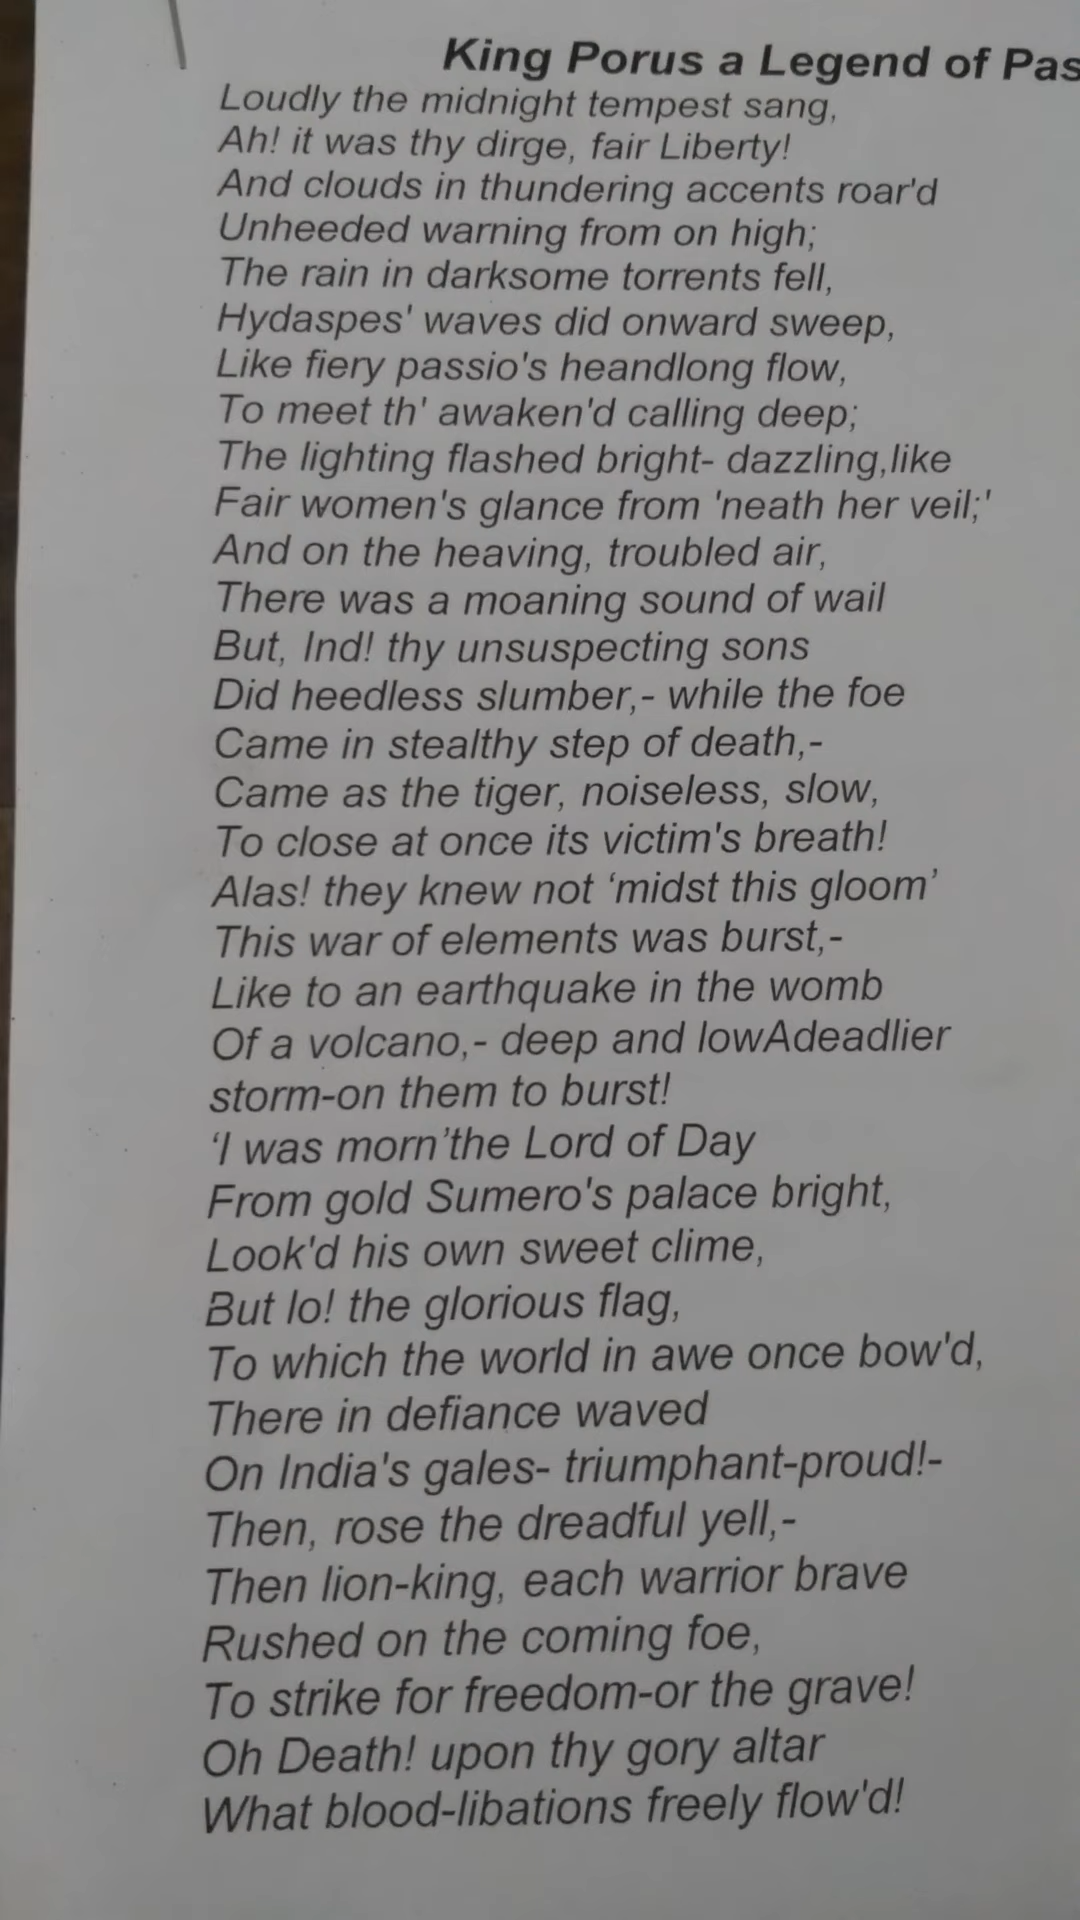 King Porus a Legend of Pas
Loudly the midnight tempest sang,
Ah! it was thy dirge, fair Liberty!
And clouds in thundering accents roar'd
Unheeded warning from on high;
The rain in darksome torrents fell,
Hydaspes' waves did onward sweep,
Like fiery passio's heandlong flow,
To meet th' awaken'd calling deep;
The lighting flashed bright- dazzling,like
Fair women's glance from 'neath her veil;'
And on the heaving, troubled air,
There was a moaning sound of wail
But, Ind! thy unsuspecting sons
Did heedless slumber,- while the foe
Came in stealthy step of death,-
Came as the tiger, noiseless, slow,
To close at once its victim's breath!
Alas! they knew not ‘midst this gloom’
This war of elements was burst,-
Like to an earthquake in the womb
Of a volcano,- deep and lowAdeadlier
storm-on them to burst!
‘I was morn’the Lord of Day
From gold Sumero's palace bright,
Look'd his own sweet clime,
But lo! the glorious flag,
To which the world in awe once bow'd,
There in defiance waved
On India's gales- triumphant-proud!-
Then, rose the dreadful yell,-
Then lion-king, each warrior brave
Rushed on the coming foe,
To strike for freedom-or the grave!
Oh Death! upon thy gory altar
What blood-libations freely flow'd!